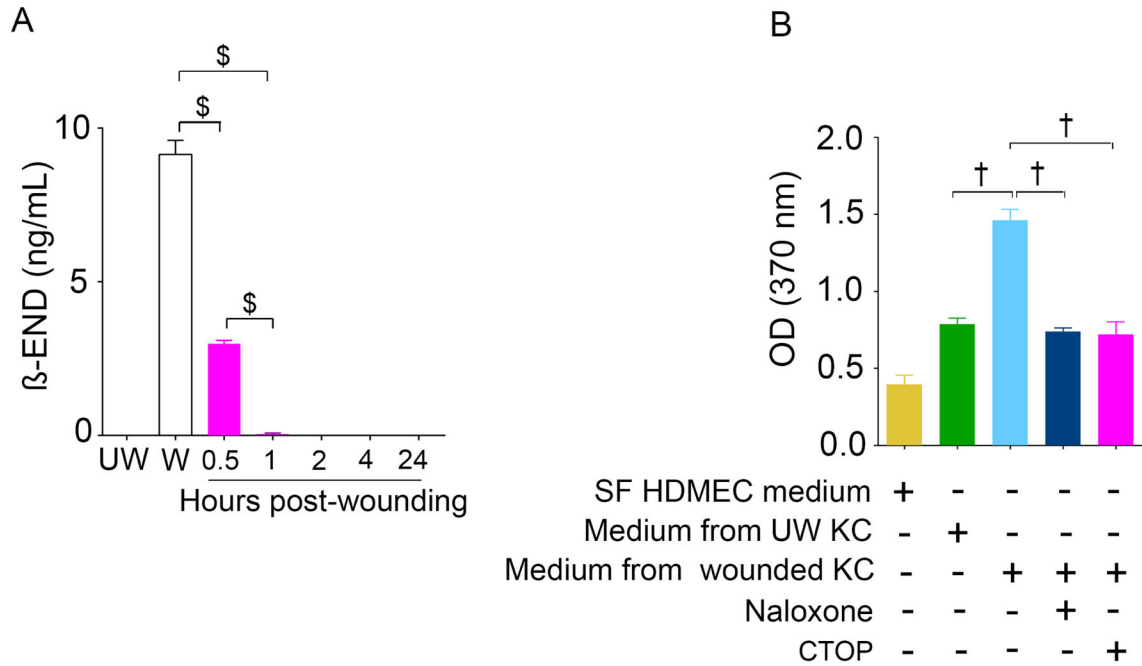 A
$
$
$
ß-END (ng/mL)
10
5
0
UW W 0.5 1 2 4 24
Hours post-wounding
B
†
† †
OD (370 nm)
2.0
1.5
1.0
0.5
0.0
SF HDMEC medium + - - - -
Medium from UW KC - + - - -
Medium from wounded KC - - + + +
Naloxone - - - + -
CTOP - - - - +